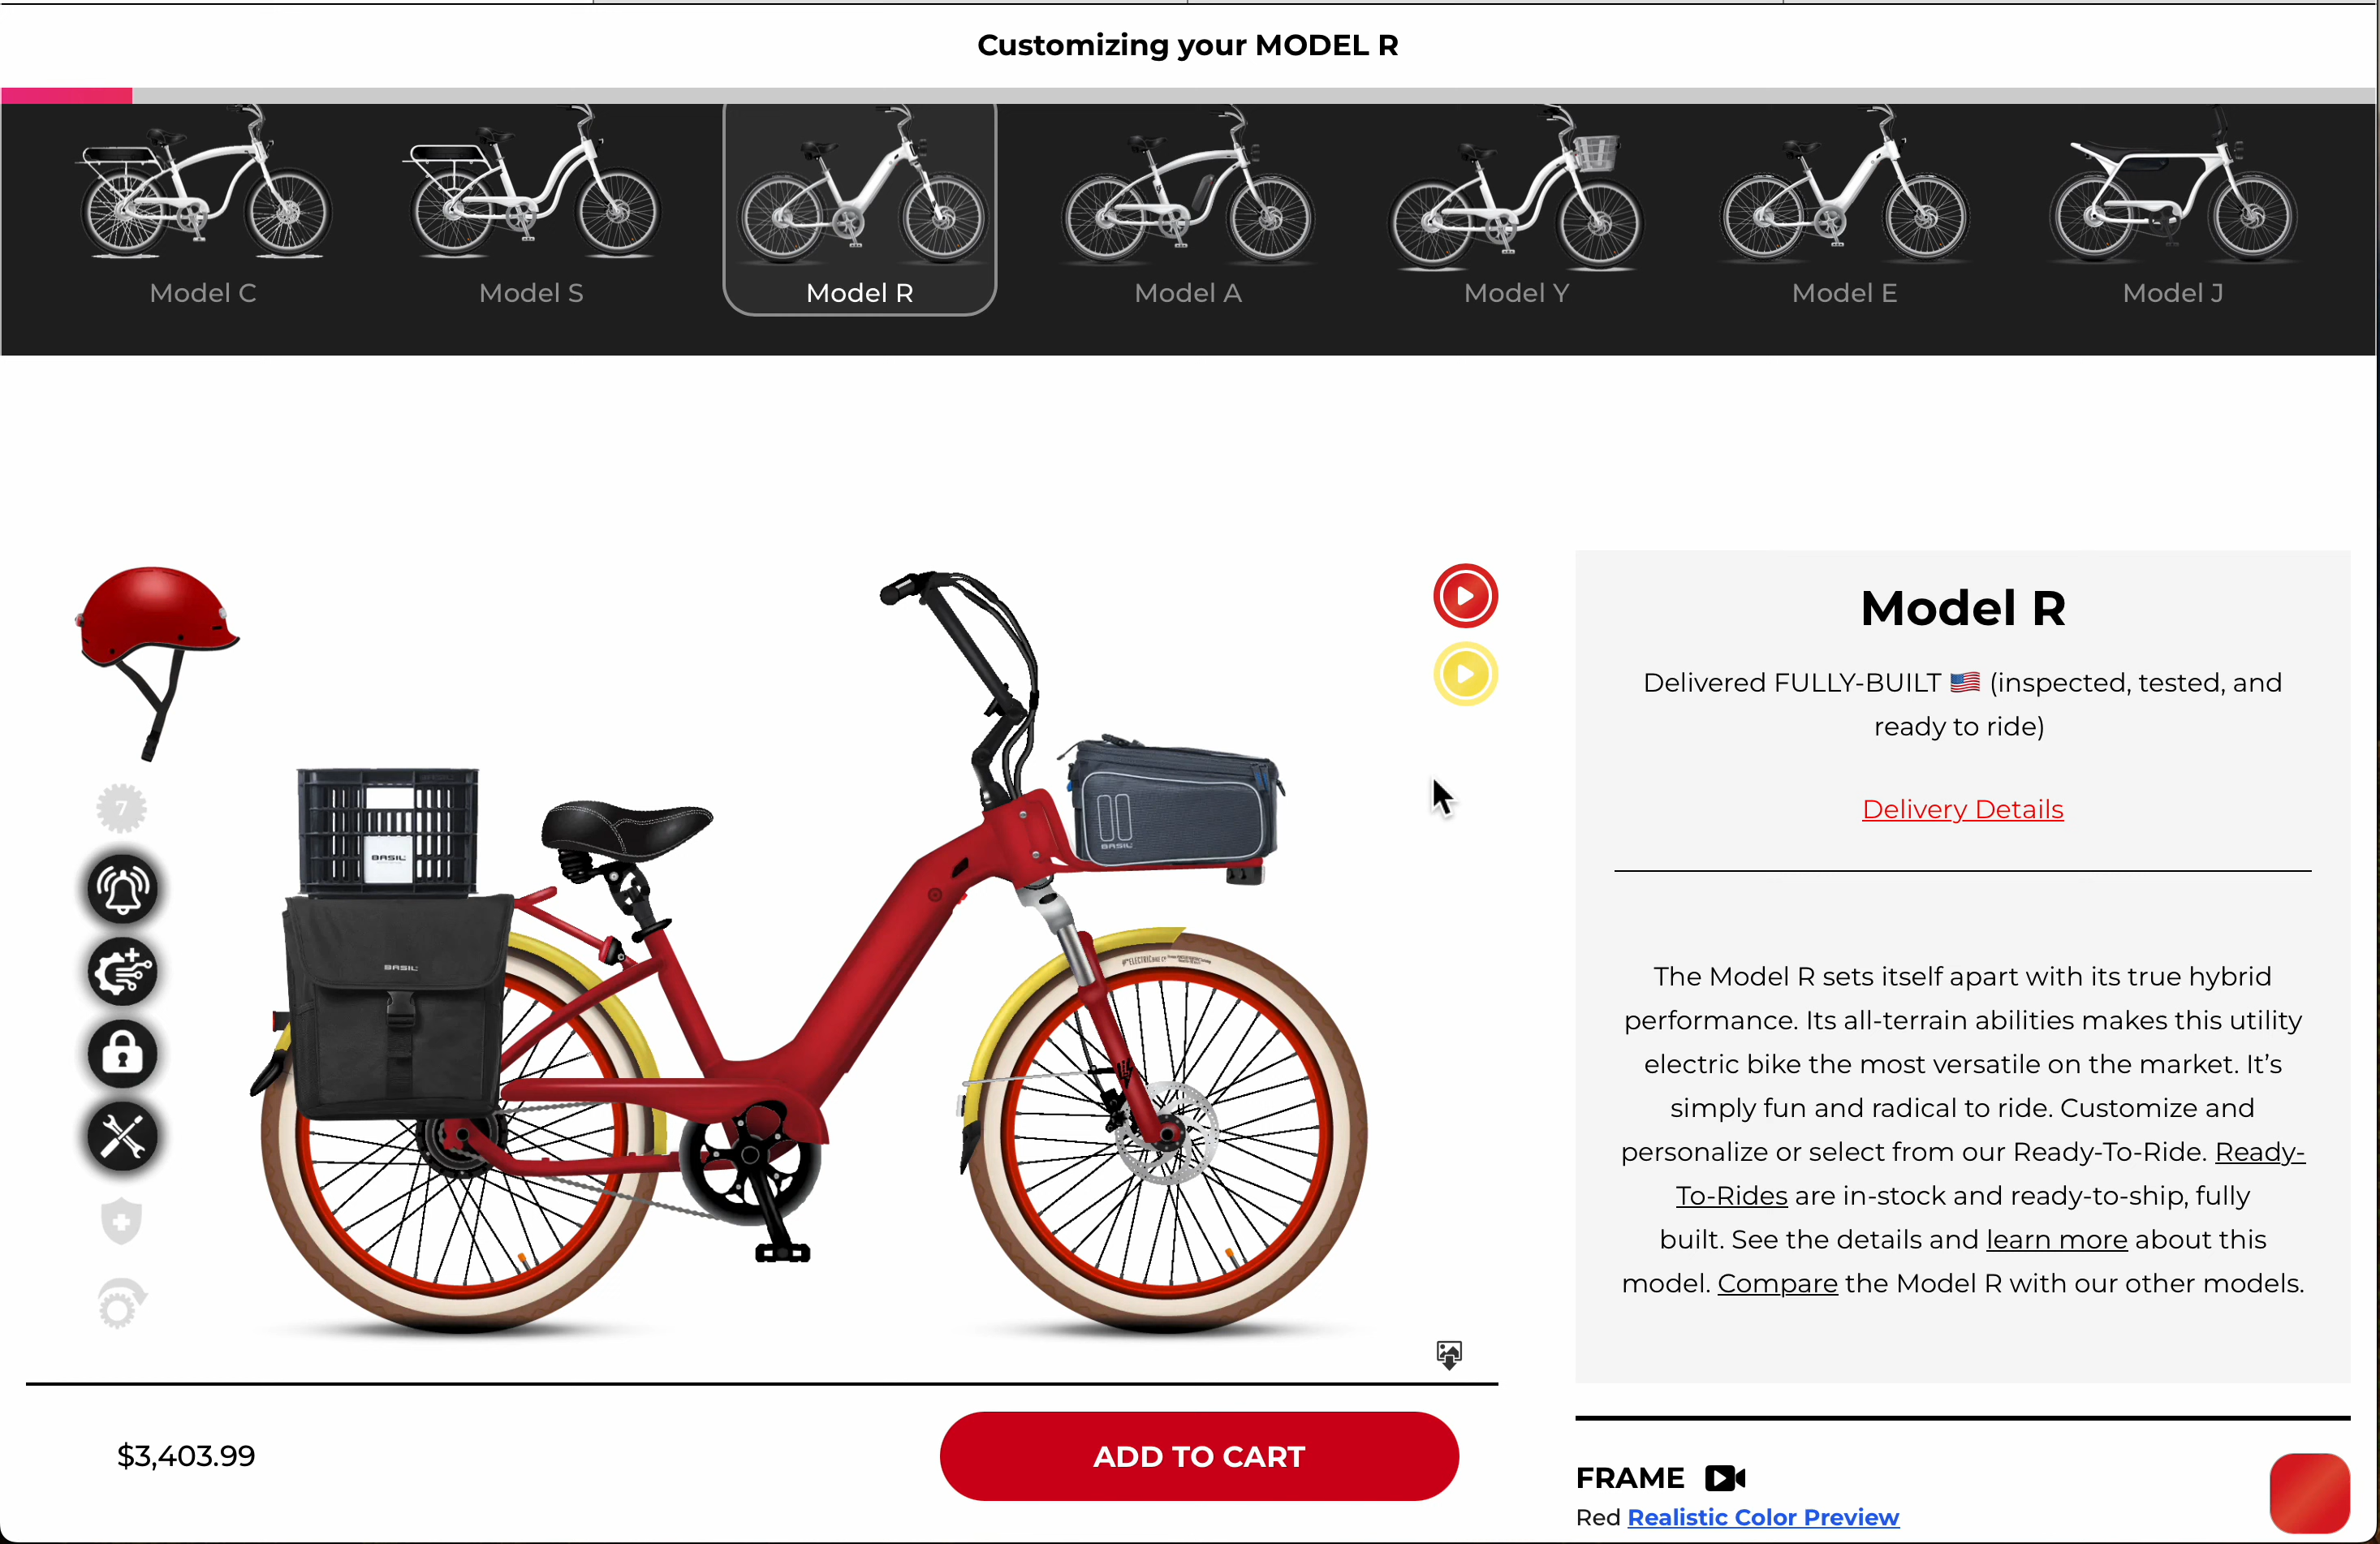 Customizing your MODEL R
Model C
Model S
Model R
Model A
Model Y
Model E
Model J
7
BASIL
BASIL
BASIL
ELECTRIC
Model R
Delivered FULLY-BUILT 🇺🇸 (inspected, tested, and
ready to ride)
Delivery Details
The Model R sets itself apart with its true hybrid
performance. Its all-terrain abilities makes this utility
electric bike the most versatile on the market. It’s
simply fun and radical to ride. Customize and
personalize or select from our Ready-To-Ride. Ready-
To-Rides are in-stock and ready-to-ship, fully
built. See the details and learn more about this
model. Compare the Model R with our other models.
$3,403.99
ADD TO CART
FRAME
Red Realistic Color Preview